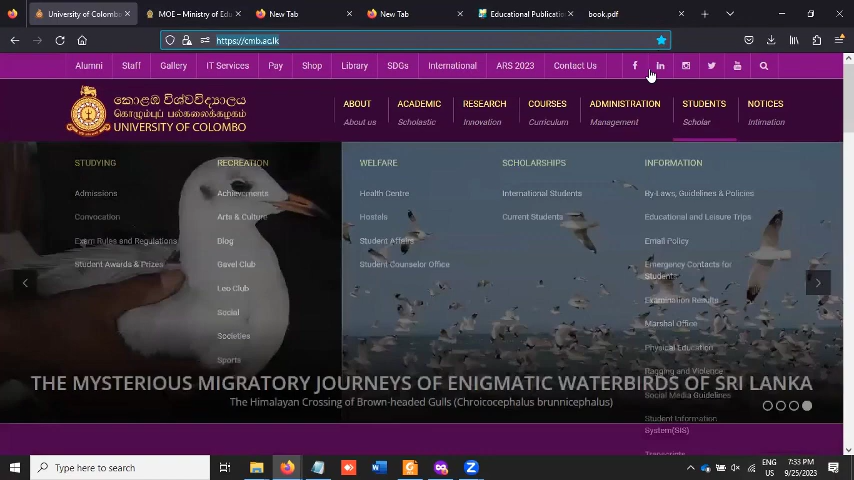 University of Colombo
MOE – Ministry of Edu
New Tab
New Tab
Educational Publication
book.pdf
https://cmb.ac.lk
Alumni Staff Gallery IT Services Pay Shop Library SDGs International ARS 2023 Contact Us
කොළඹ විශ්වවිද්‍යාලය
கொழும்புப் பல்கலைக்கழகம்
UNIVERSITY OF COLOMBO
ABOUT ACADEMIC RESEARCH COURSES ADMINISTRATION STUDENTS NOTICES
About us Scholastic Innovation Curriculum Management Scholar Intimation
STUDYING RECREATION WELFARE SCHOLARSHIPS INFORMATION
Admissions Achievements Health Centre International Students By-Laws, Guidelines & Policies
Convocation Arts & Culture Hostels Current Students Educational and Leisure Trips
Exam Rules and Regulations Blog Student Affairs Email Policy
Student Awards & Prizes Gavel Club Student Counselor Office Emergency Contacts for
Students
Leo Club
Examination Results
Social Marshal Office
Societies Physical Education
Sports Ragging and Violence
THE MYSTERIOUS MIGRATORY JOURNEYS OF ENIGMATIC WATERBIRDS OF SRI LANKA
Social Media Guidelines
The Himalayan Crossing of Brown-headed Gulls (Chroicocephalus brunnicephalus)
Student Information
System(SIS)
Transcripts
Type here to search
ENG
US
7:33 PM
9/25/2023